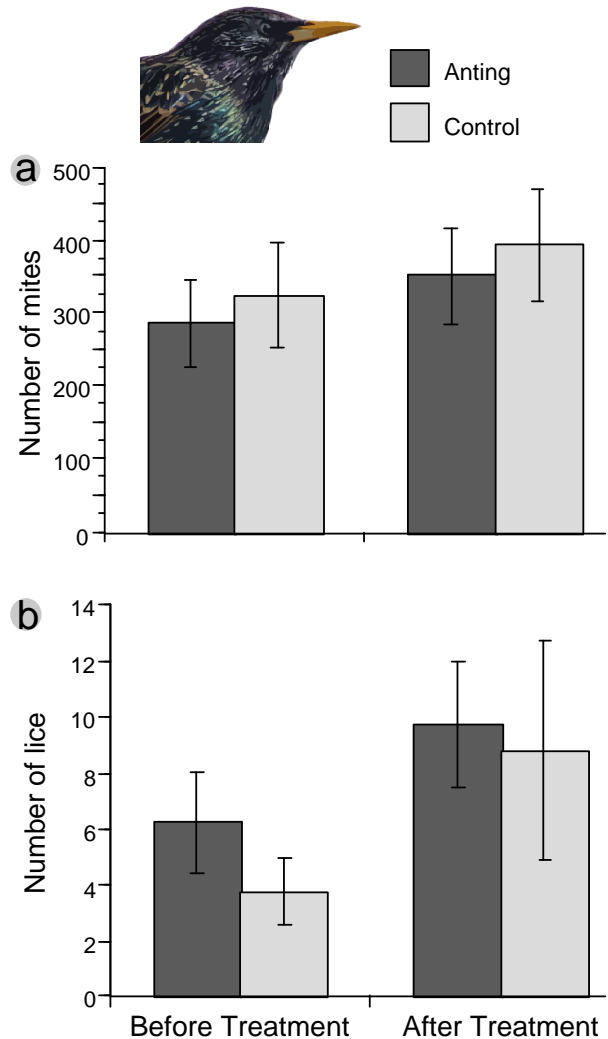 Anting
Control
a
Number of mites
500
400
300
200
100
0
b
Number of lice
14
12
10
8
6
4
2
0
Before Treatment
After Treatment